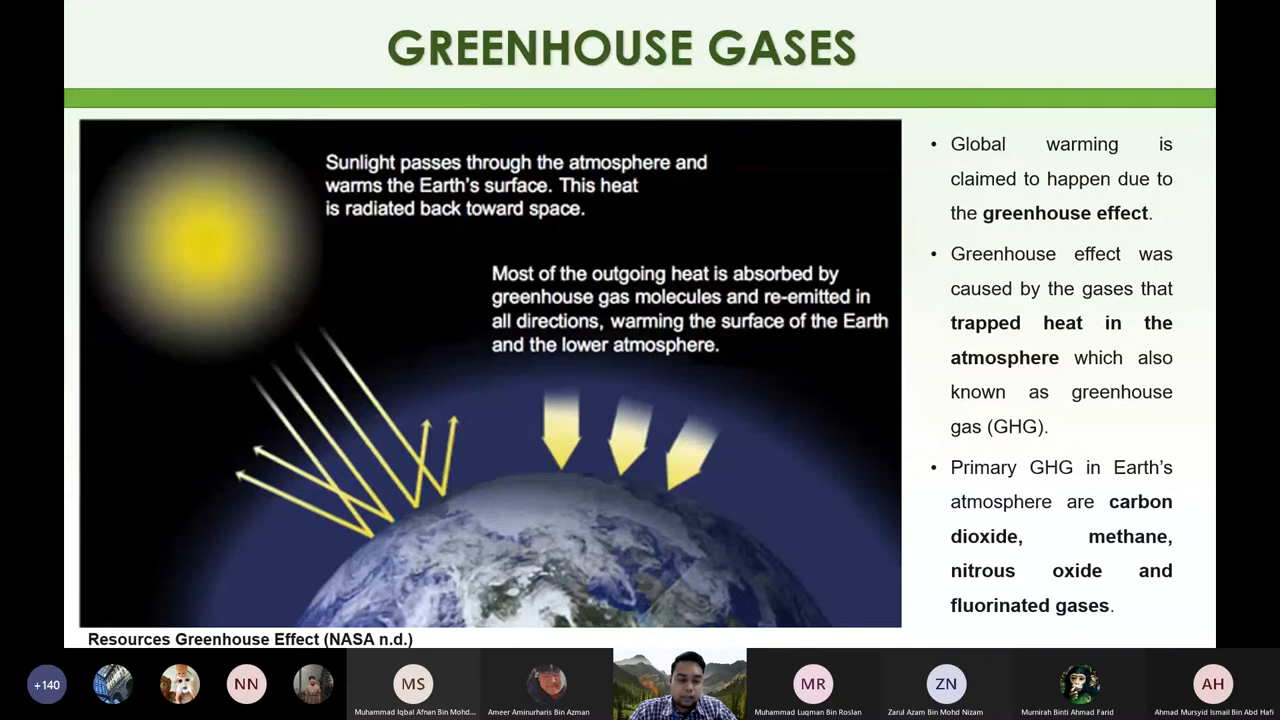 GREENHOUSE GASES
Sunlight passes through the atmosphere and
warms the Earth's surface. This heat
is radiated back toward space.
Most of the outgoing heat is absorbed by
greenhouse gas molecules and re-emitted in
all directions, warming the surface of the Earth
and the lower atmosphere.
Resources Greenhouse Effect (NASA n.d.)
• Global warming is
claimed to happen due to
the greenhouse effect.
• Greenhouse effect was
caused by the gases that
trapped heat in the
atmosphere which also
known as greenhouse
gas (GHG).
• Primary GHG in Earth's
atmosphere are carbon
dioxide, methane,
nitrous oxide and
fluorinated gases.
+140
NN
MS
MR
ZN
AH
Muhammad Iqbal Afnan Bin Mohd...
Ameer Aminurharis Bin Azman
Muhammad Luqman Bin Roslan
Zarul Azam Bin Mohd Nizam
Murnirah Binti Ahmad Farid
Ahmad Mursyid Ismail Bin Abd Hafi